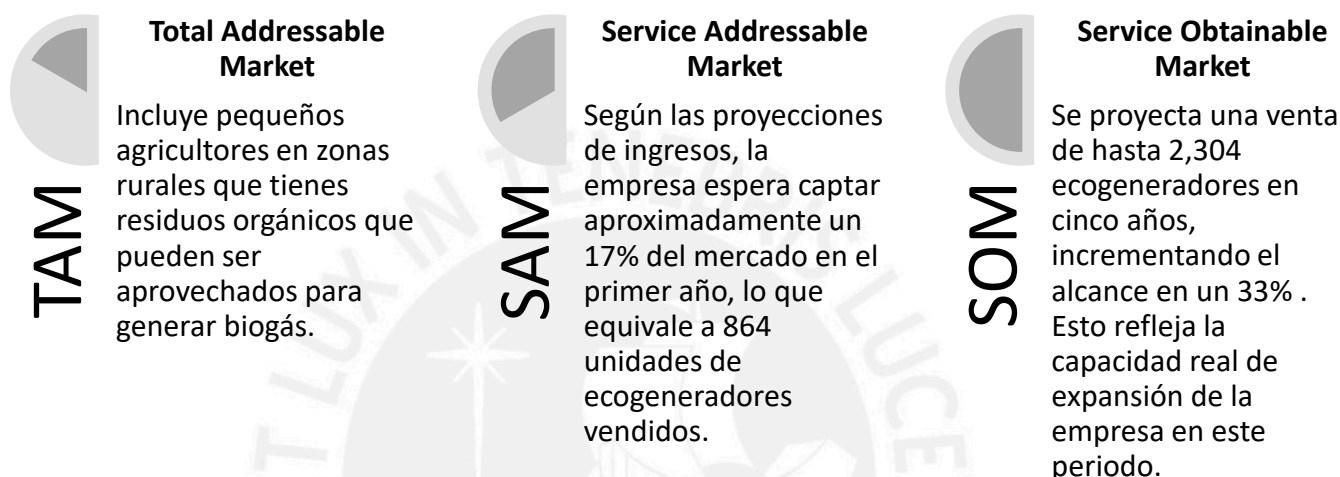 Total Addressable
Market
Incluye pequeños
agricultores en zonas
rurales que tienes
residuos orgánicos que
pueden ser
aprovechados para
generar biogás.
TAM
Service Addressable
Market
Según las proyecciones
de ingresos, la
empresa espera captar
aproximadamente un
17% del mercado en el
primer año, lo que
equivale a 864
unidades de
ecogeneradores
vendidos.
SAM
Service Obtainable
Market
Se proyecta una venta
de hasta 2,304
ecogeneradores en
cinco años,
incrementando el
alcance en un 33% .
Esto refleja la
capacidad real de
expansión de la
empresa en este
periodo.
SOM
T LUX IN TENEBRIS LUCE